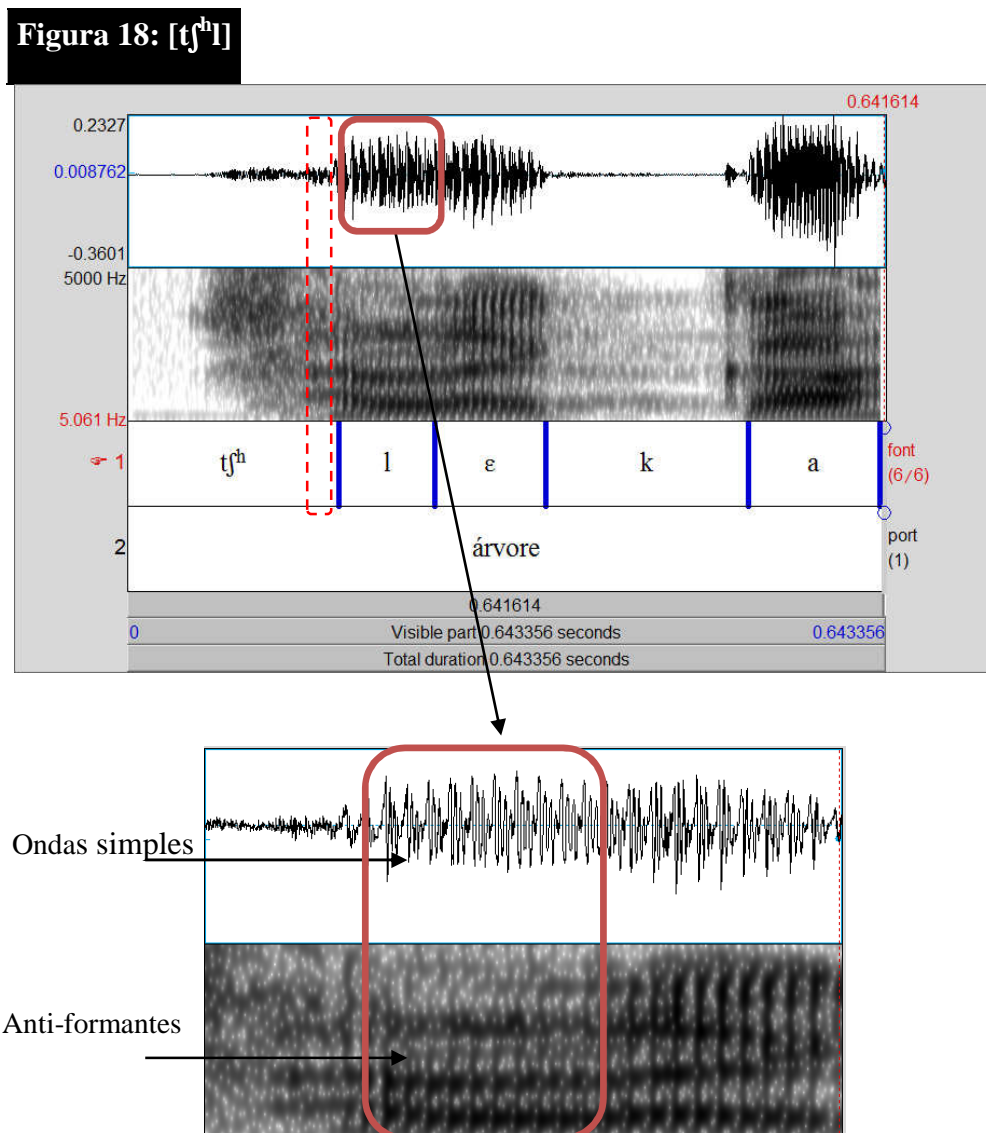 Figura 18: [tʃʰl]
0.641614
0.2327
0.008762
-0.3601
5000 Hz
5.061 Hz
☞ 1
tʃʰ l ɛ k a
font
(6/6)
2
árvore
port
(1)
0.641614
0 Visible part 0.643356 seconds 0.643356
Total duration 0.643356 seconds
Ondas simples
Anti-formantes